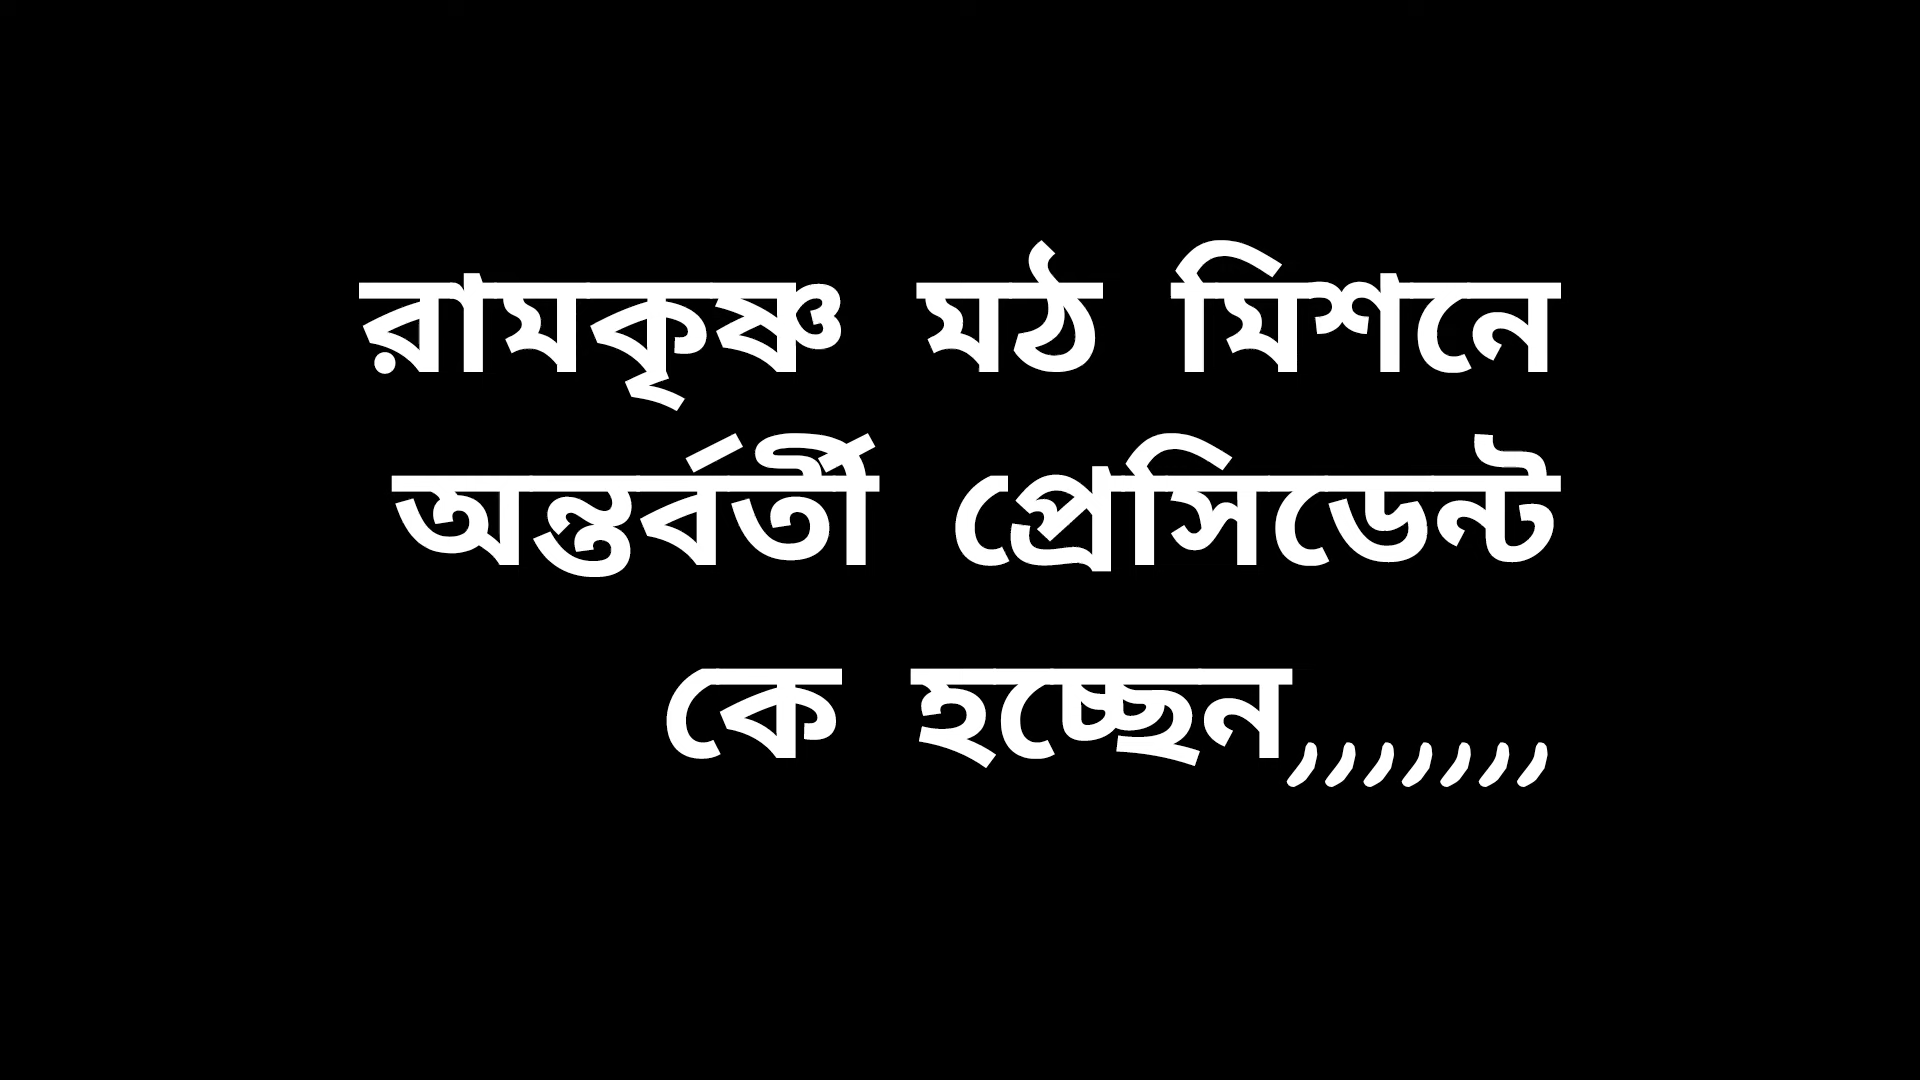 রামকৃষ্ণ মঠ মিশনে
অন্তর্বর্তী প্রেসিডেন্ট
কে হচ্ছেন,,,,,,,